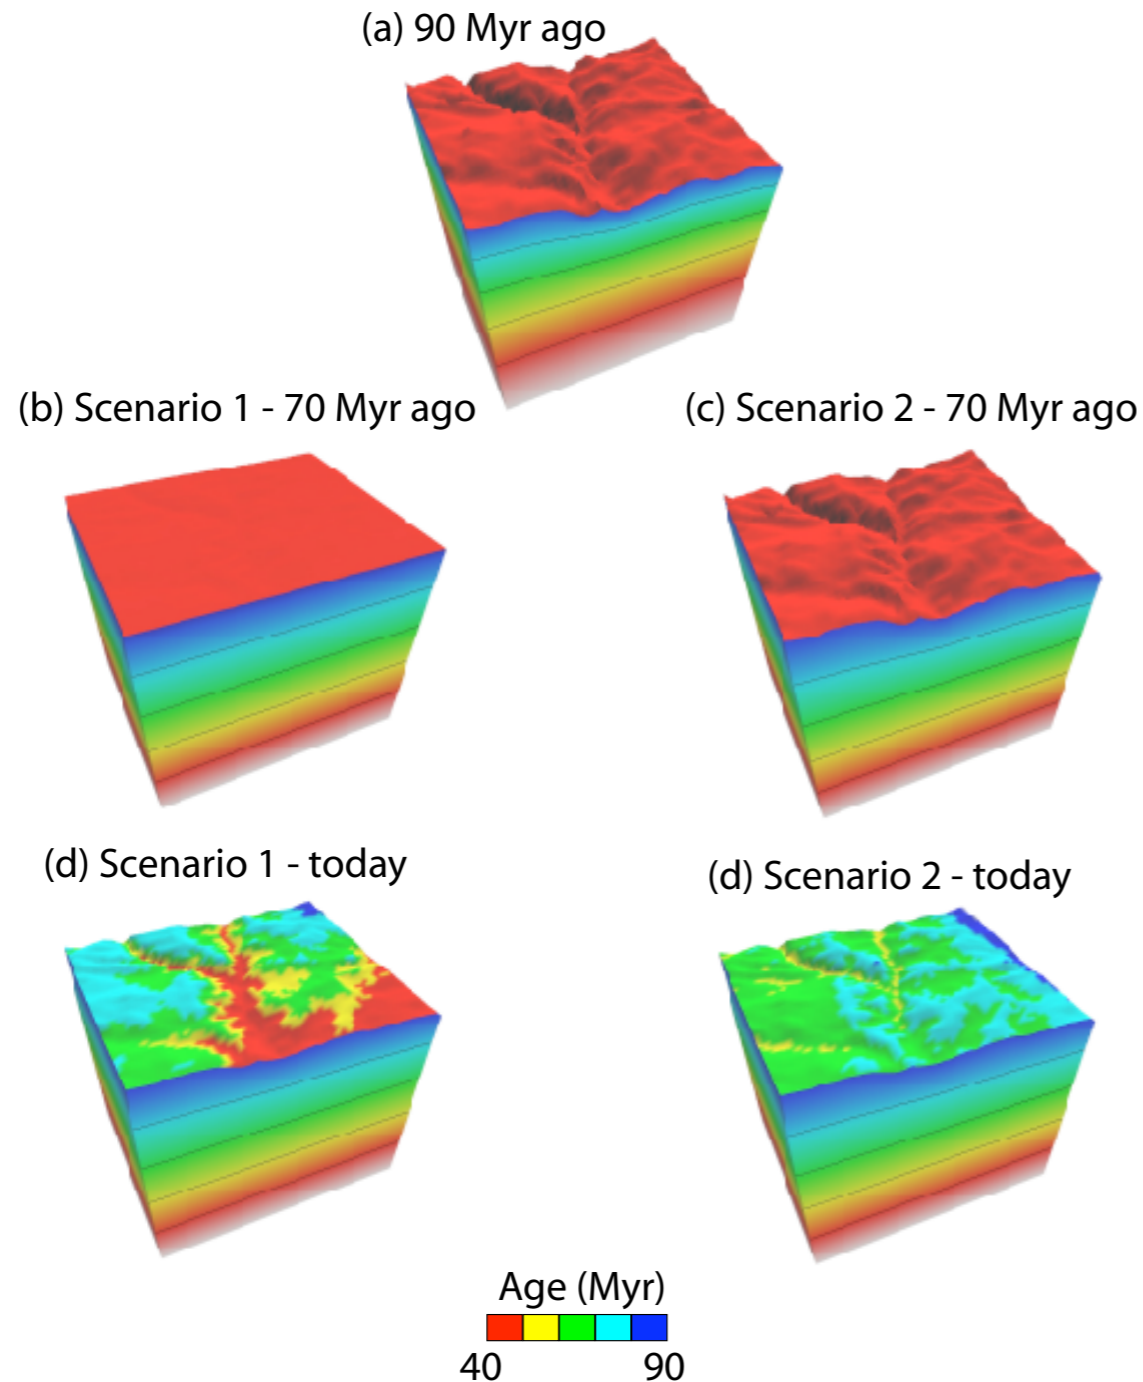 (a) 90 Myr ago
(b) Scenario 1 - 70 Myr ago
(c) Scenario 2 - 70 Myr ago
(d) Scenario 1 - today
(d) Scenario 2 - today
Age (Myr)
40 90